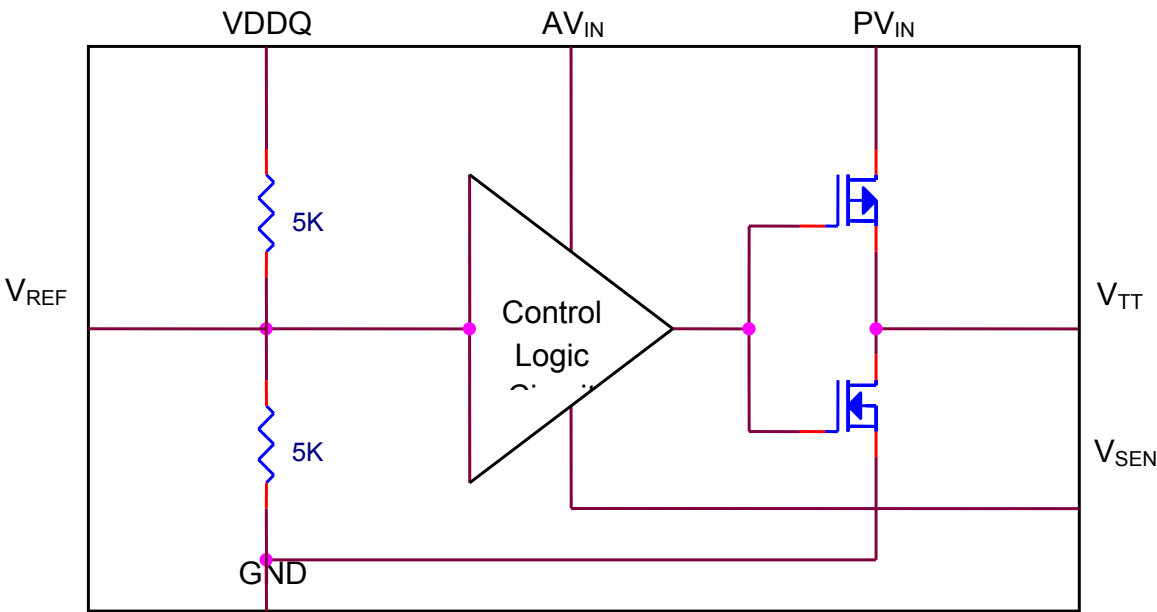 VDDQ
AVIN
PVIN
5K
VREF
Control
Logic
VTT
5K
VSEN
GND